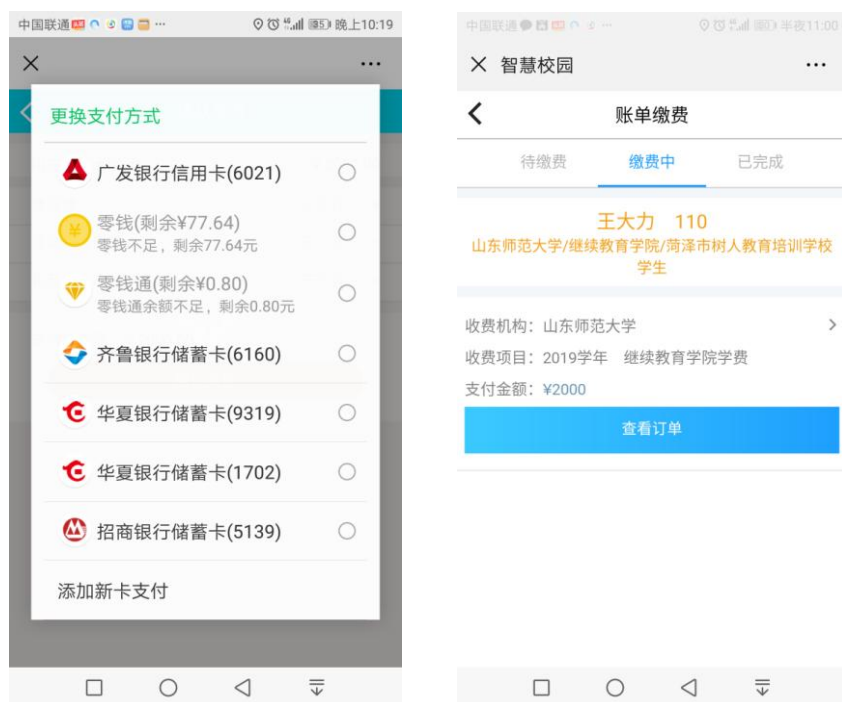 中国联通 晚上10:19
更换支付方式
广发银行信用卡(6021)
零钱(剩余¥77.64)
零钱不足，剩余77.64元
零钱通(剩余¥0.80)
零钱通余额不足，剩余0.80元
齐鲁银行储蓄卡(6160)
华夏银行储蓄卡(9319)
华夏银行储蓄卡(1702)
招商银行储蓄卡(5139)
添加新卡支付
中国联通 半夜11:00
智慧校园
账单缴费
待缴费 缴费中 已完成
王大力 110
山东师范大学/继续教育学院/菏泽市树人教育培训学校
学生
收费机构：山东师范大学
收费项目：2019学年 继续教育学院学费
支付金额：¥2000
查看订单